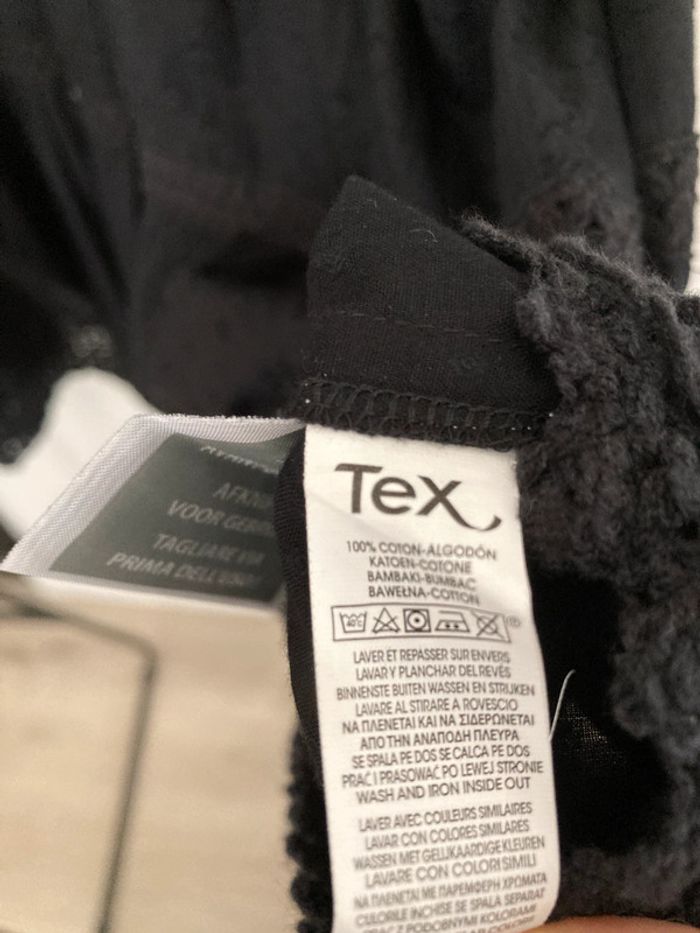 Tex
100% COTON-ALGODÓN
KATOEN-COTONE
BAMBAKI-BUMBAC
BAWEŁNA-COTTON
LAVER ET REPASSER SUR ENVERS
LAVAR Y PLANCHAR DEL REVÉS
BINNENSTE BUITEN WASSEN EN STRIJKEN
LAVARE AL STIRARE A ROVESCIO
ΝΑ ΠΛΕΝΕΤΑΙ ΚΑΙ ΝΑ ΣΙΔΕΡΩΝΕΤΑΙ
ΑΠΟ ΤΗΝ ΑΝΑΠΟΔΗ ΠΛΕΥΡΑ
SE SPALA PE DOS SE CALCA PE DOS
PRAĆ I PRASOWAĆ PO LEWEJ STRONIE
WASH AND IRON INSIDE OUT
LAVER AVEC COULEURS SIMILAIRES
LAVAR CON COLORES SIMILARES
WASSEN MET GELIJKAARDIGE KLEUREN
LAVARE CON COLORI SIMILI
ΝΑ ΠΛΕΝΕΤΑΙ ΜΕ ΠΑΡΕΜΦΕΡΗ ΧΡΩΜΑΤΑ
CULORILE INCHISE SE SPALA SEPARAT
PRAĆ Z PODOBNYMI KOLORAMI
VOOR
TAGLIARE VIA
PRIMA DELL'USO